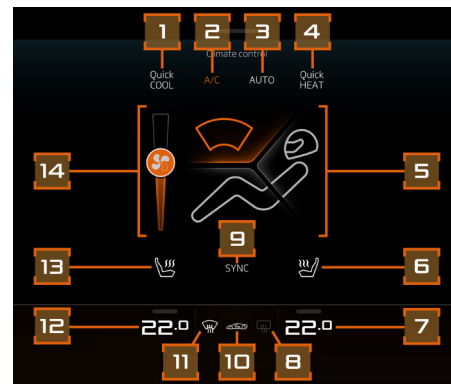 1 2 3 4
Climate control
Quick
COOL
A/C
AUTO
Quick
HEAT
14
5
9
SYNC
13
6
12
22.0
22.0
7
11
10
8